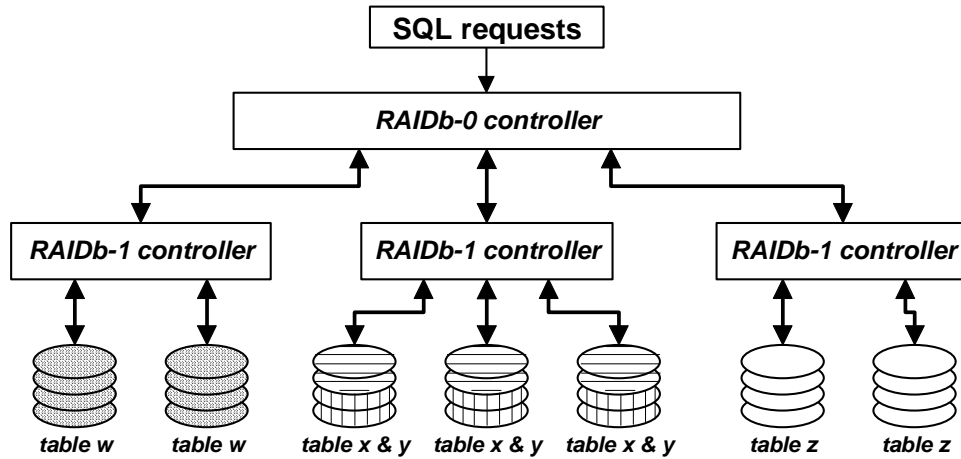 SQL requests
RAIDb-0 controller
RAIDb-1 controller
RAIDb-1 controller
RAIDb-1 controller
table w
table w
table x & y
table x & y
table x & y
table z
table z